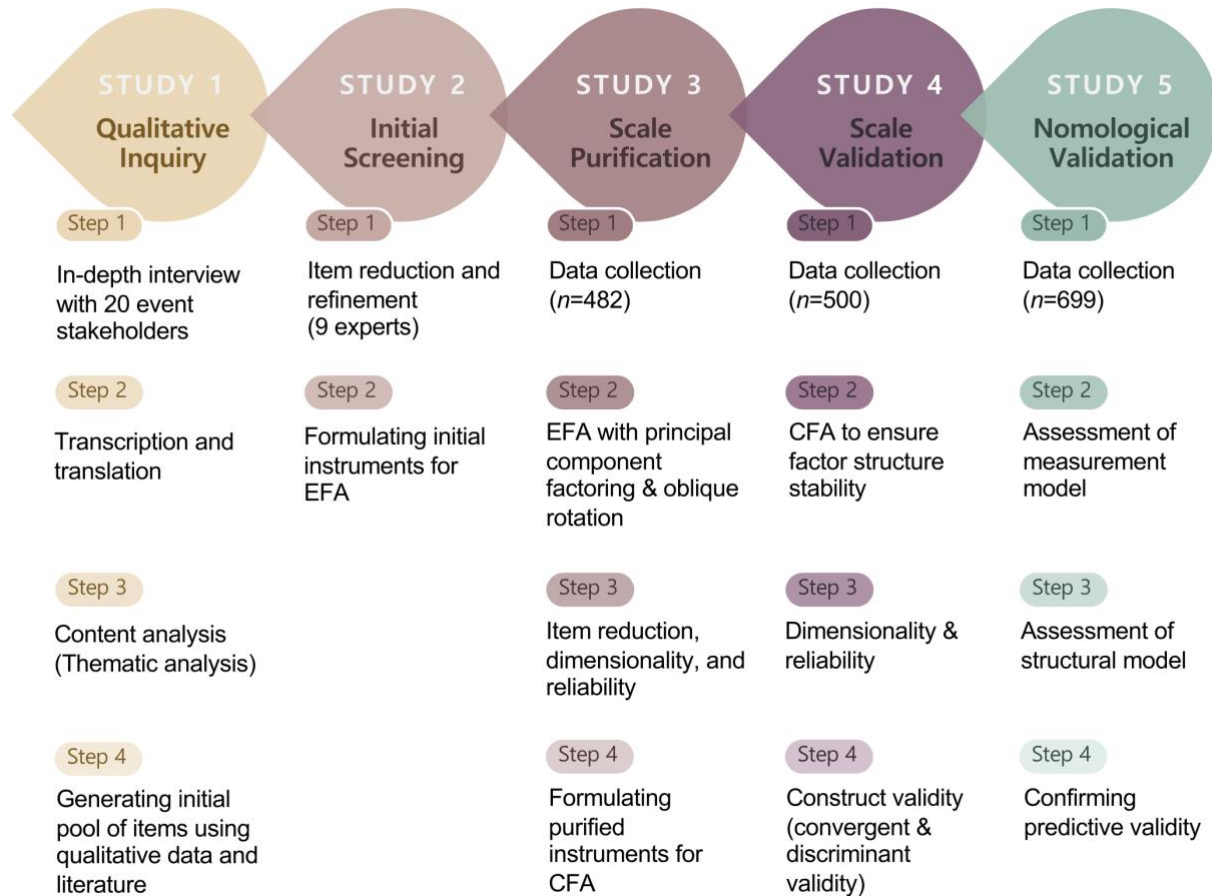 STUDY 1
Qualitative
Inquiry
Step 1
In-depth interview
with 20 event
stakeholders
Step 2
Transcription and
translation
Step 3
Content analysis
(Thematic analysis)
Step 4
Generating initial
pool of items using
qualitative data and
literature
STUDY 2
Initial
Screening
Step 1
Item reduction and
refinement
(9 experts)
Step 2
Formulating initial
instruments for
EFA
STUDY 3
Scale
Purification
Step 1
Data collection
(n=482)
Step 2
EFA with principal
component
factoring & oblique
rotation
Step 3
Item reduction,
dimensionality, and
reliability
Step 4
Formulating
purified
instruments for
CFA
STUDY 4
Scale
Validation
Step 1
Data collection
(n=500)
Step 2
CFA to ensure
factor structure
stability
Step 3
Dimensionality &
reliability
Step 4
Construct validity
(convergent &
discriminant
validity)
STUDY 5
Nomological
Validation
Step 1
Data collection
(n=699)
Step 2
Assessment of
measurement
model
Step 3
Assessment of
structural model
Step 4
Confirming
predictive validity